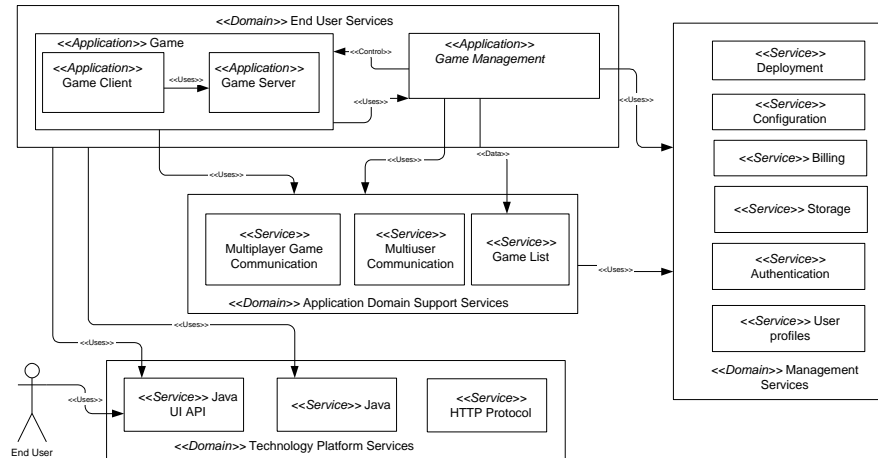 <<Domain>> End User Services
<<Application>> Game
<<Application>>
Game Client
<<Uses>>
<<Application>>
Game Server
<<Control>>
<<Uses>>
<<Application>>
Game Management
<<Uses>>
<<Uses>>
<<Uses>>
<<Data>>
<<Service>>
Multiplayer Game
Communication
<<Service>>
Multiuser
Communication
<<Service>>
Game List
<<Domain>> Application Domain Support Services
<<Uses>>
<<Service>>
Deployment
<<Service>>
Configuration
<<Service>> Billing
<<Service>> Storage
<<Service>>
Authentication
<<Service>> User
profiles
<<Domain>> Management
Services
<<Uses>>
<<Uses>>
<<Uses>>
End User
<<Service>> Java
UI API
<<Service>> Java
<<Service>>
HTTP Protocol
<<Domain>> Technology Platform Services